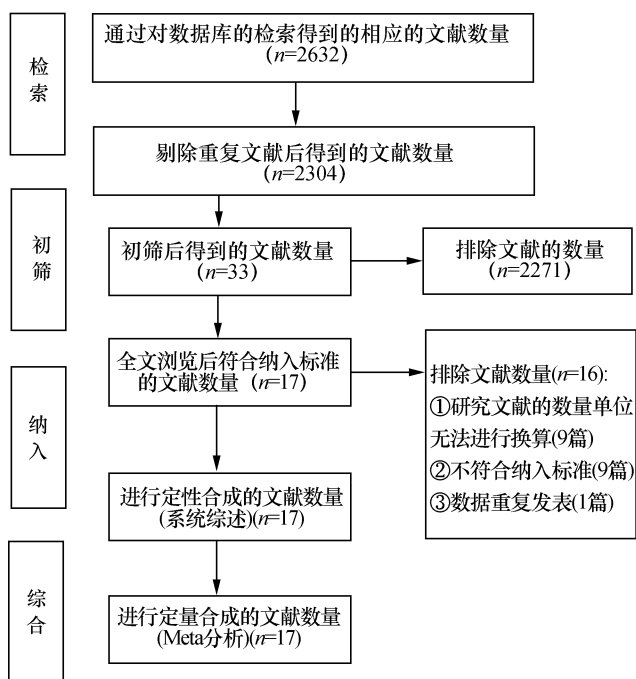 检
索
通过对数据库的检索得到的相应的文献数量
(n=2632)
剔除重复文献后得到的文献数量
(n=2304)
初
筛
初筛后得到的文献数量
(n=33)
排除文献的数量
(n=2271)
纳
入
全文浏览后符合纳入标准
的文献数量 (n=17)
排除文献数量(n=16):
①研究文献的数量单位
无法进行换算(9篇)
②不符合纳入标准(9篇)
③数据重复发表(1篇)
进行定性合成的文献数量
(系统综述)(n=17)
综
合
进行定量合成的文献数量
(Meta分析)(n=17)